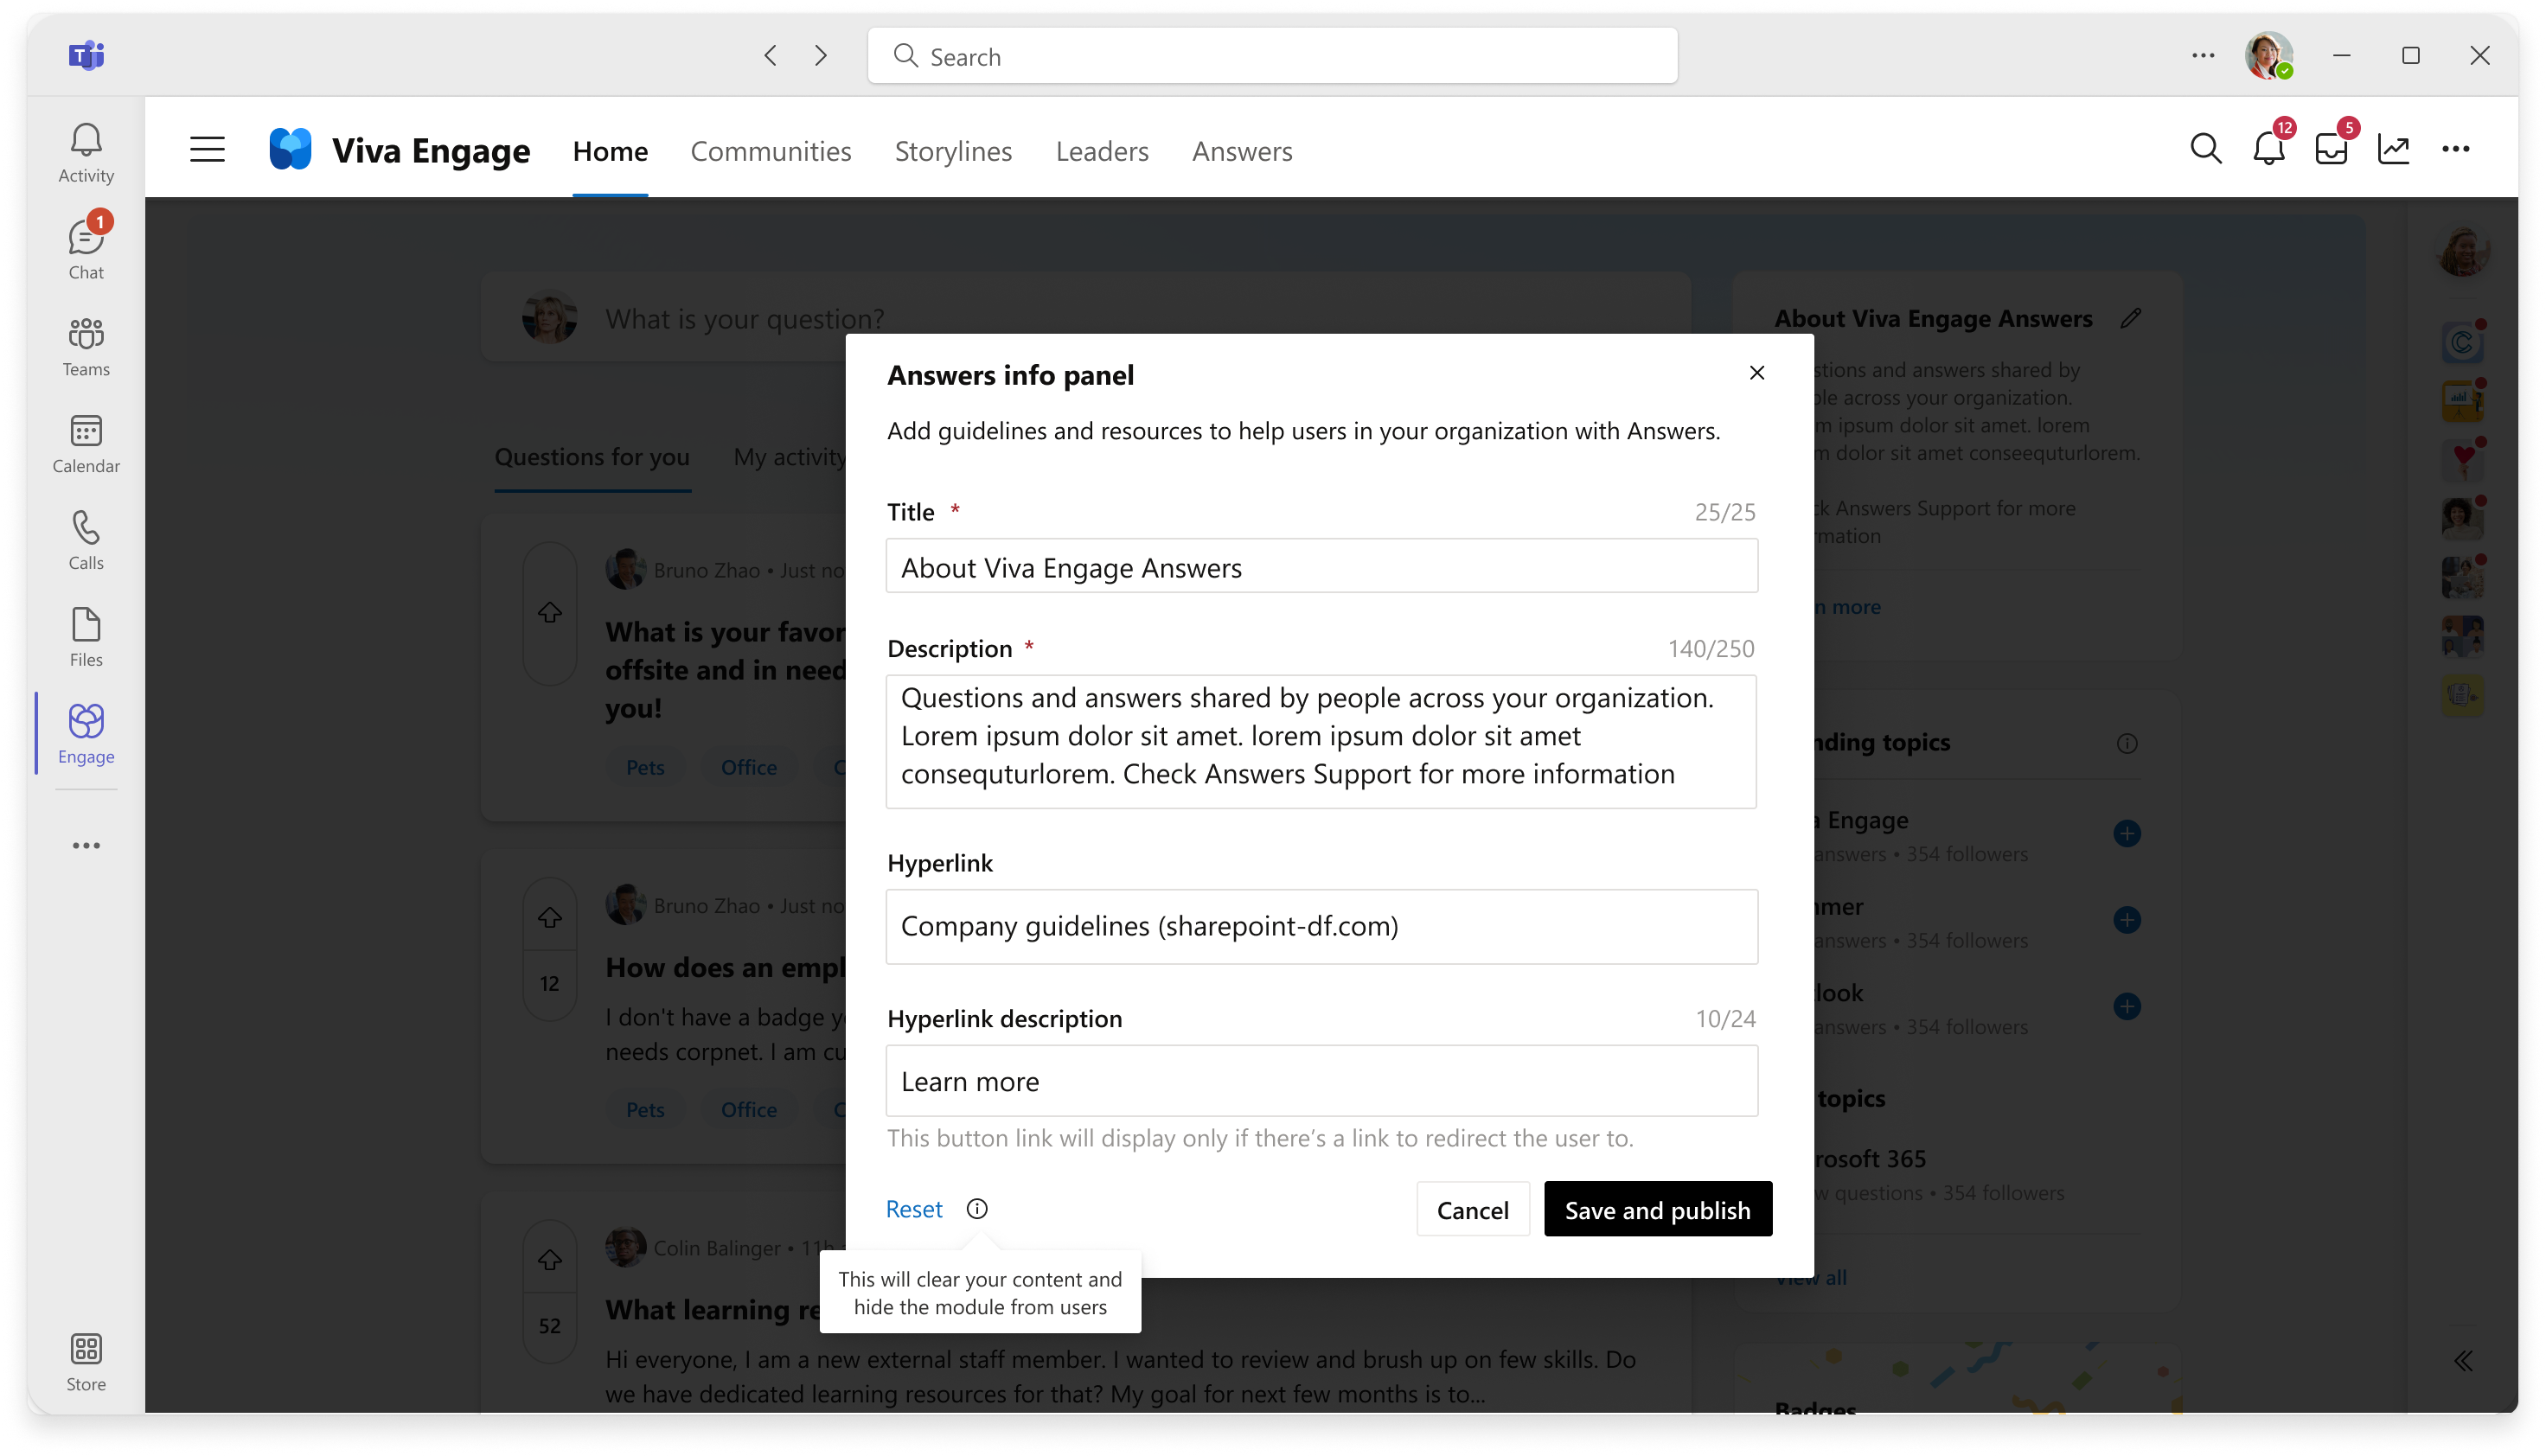 Search
Activity
1
Chat
Teams
Calendar
Calls
Files
Engage
Store
Viva Engage
Home
Communities
Storylines
Leaders
Answers
12
5
What is your question?
Questions for you
My activity
Bruno Zhao • Just no
What is your favor
offsite and in need
you!
Pets
Office
Bruno Zhao • Just no
12
How does an empl
I don't have a badge y
needs corpnet. I am cu
Pets
Office
Colin Balinger • 11h
52
What learning re
Hi everyone, I am a new external staff member. I wanted to review and brush up on few skills. Do
we have dedicated learning resources for that? My goal for next few months is to...
Answers info panel
Add guidelines and resources to help users in your organization with Answers.
Title *
25/25
About Viva Engage Answers
Description *
140/250
Questions and answers shared by people across your organization.
Lorem ipsum dolor sit amet. lorem ipsum dolor sit amet
consequturlorem. Check Answers Support for more information
Hyperlink
Company guidelines (sharepoint-df.com)
Hyperlink description
10/24
Learn more
This button link will display only if there’s a link to redirect the user to.
Reset
Cancel
Save and publish
This will clear your content and
hide the module from users
About Viva Engage Answers
stions and answers shared by
ple across your organization.
m ipsum dolor sit amet. lorem
m dolor sit amet conseequturlorem.
ck Answers Support for more
mation
n more
nding topics
a Engage
answers • 354 followers
mer
answers • 354 followers
look
answers • 354 followers
topics
rosoft 365
w questions • 354 followers
View all
Badges